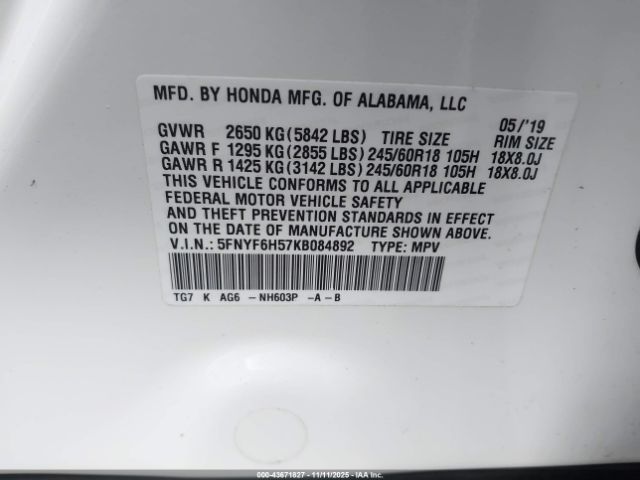 MFD. BY HONDA MFG. OF ALABAMA, LLC 05/'19
GVWR 2650 KG(5842 LBS) TIRE SIZE RIM SIZE
GAWR F 1295 KG(2855 LBS)245/60R18 105H 18X8.0J
GAWR R 1425 KG(3142 LBS)245/60R18 105H 18X8.0J
THIS VEHICLE CONFORMS TO ALL APPLICABLE
FEDERAL MOTOR VEHICLE SAFETY
AND THEFT PREVENTION STANDARDS IN EFFECT
ON THE DATE OF MANUFACTURE SHOWN ABOVE.
V.I.N.: 5FNYF6H57KB084892 TYPE: MPV
TG7 K AG6 -NH603P -A-B
000-43671827 - 11/11/2025 - IAA Inc. All Rights Reserved